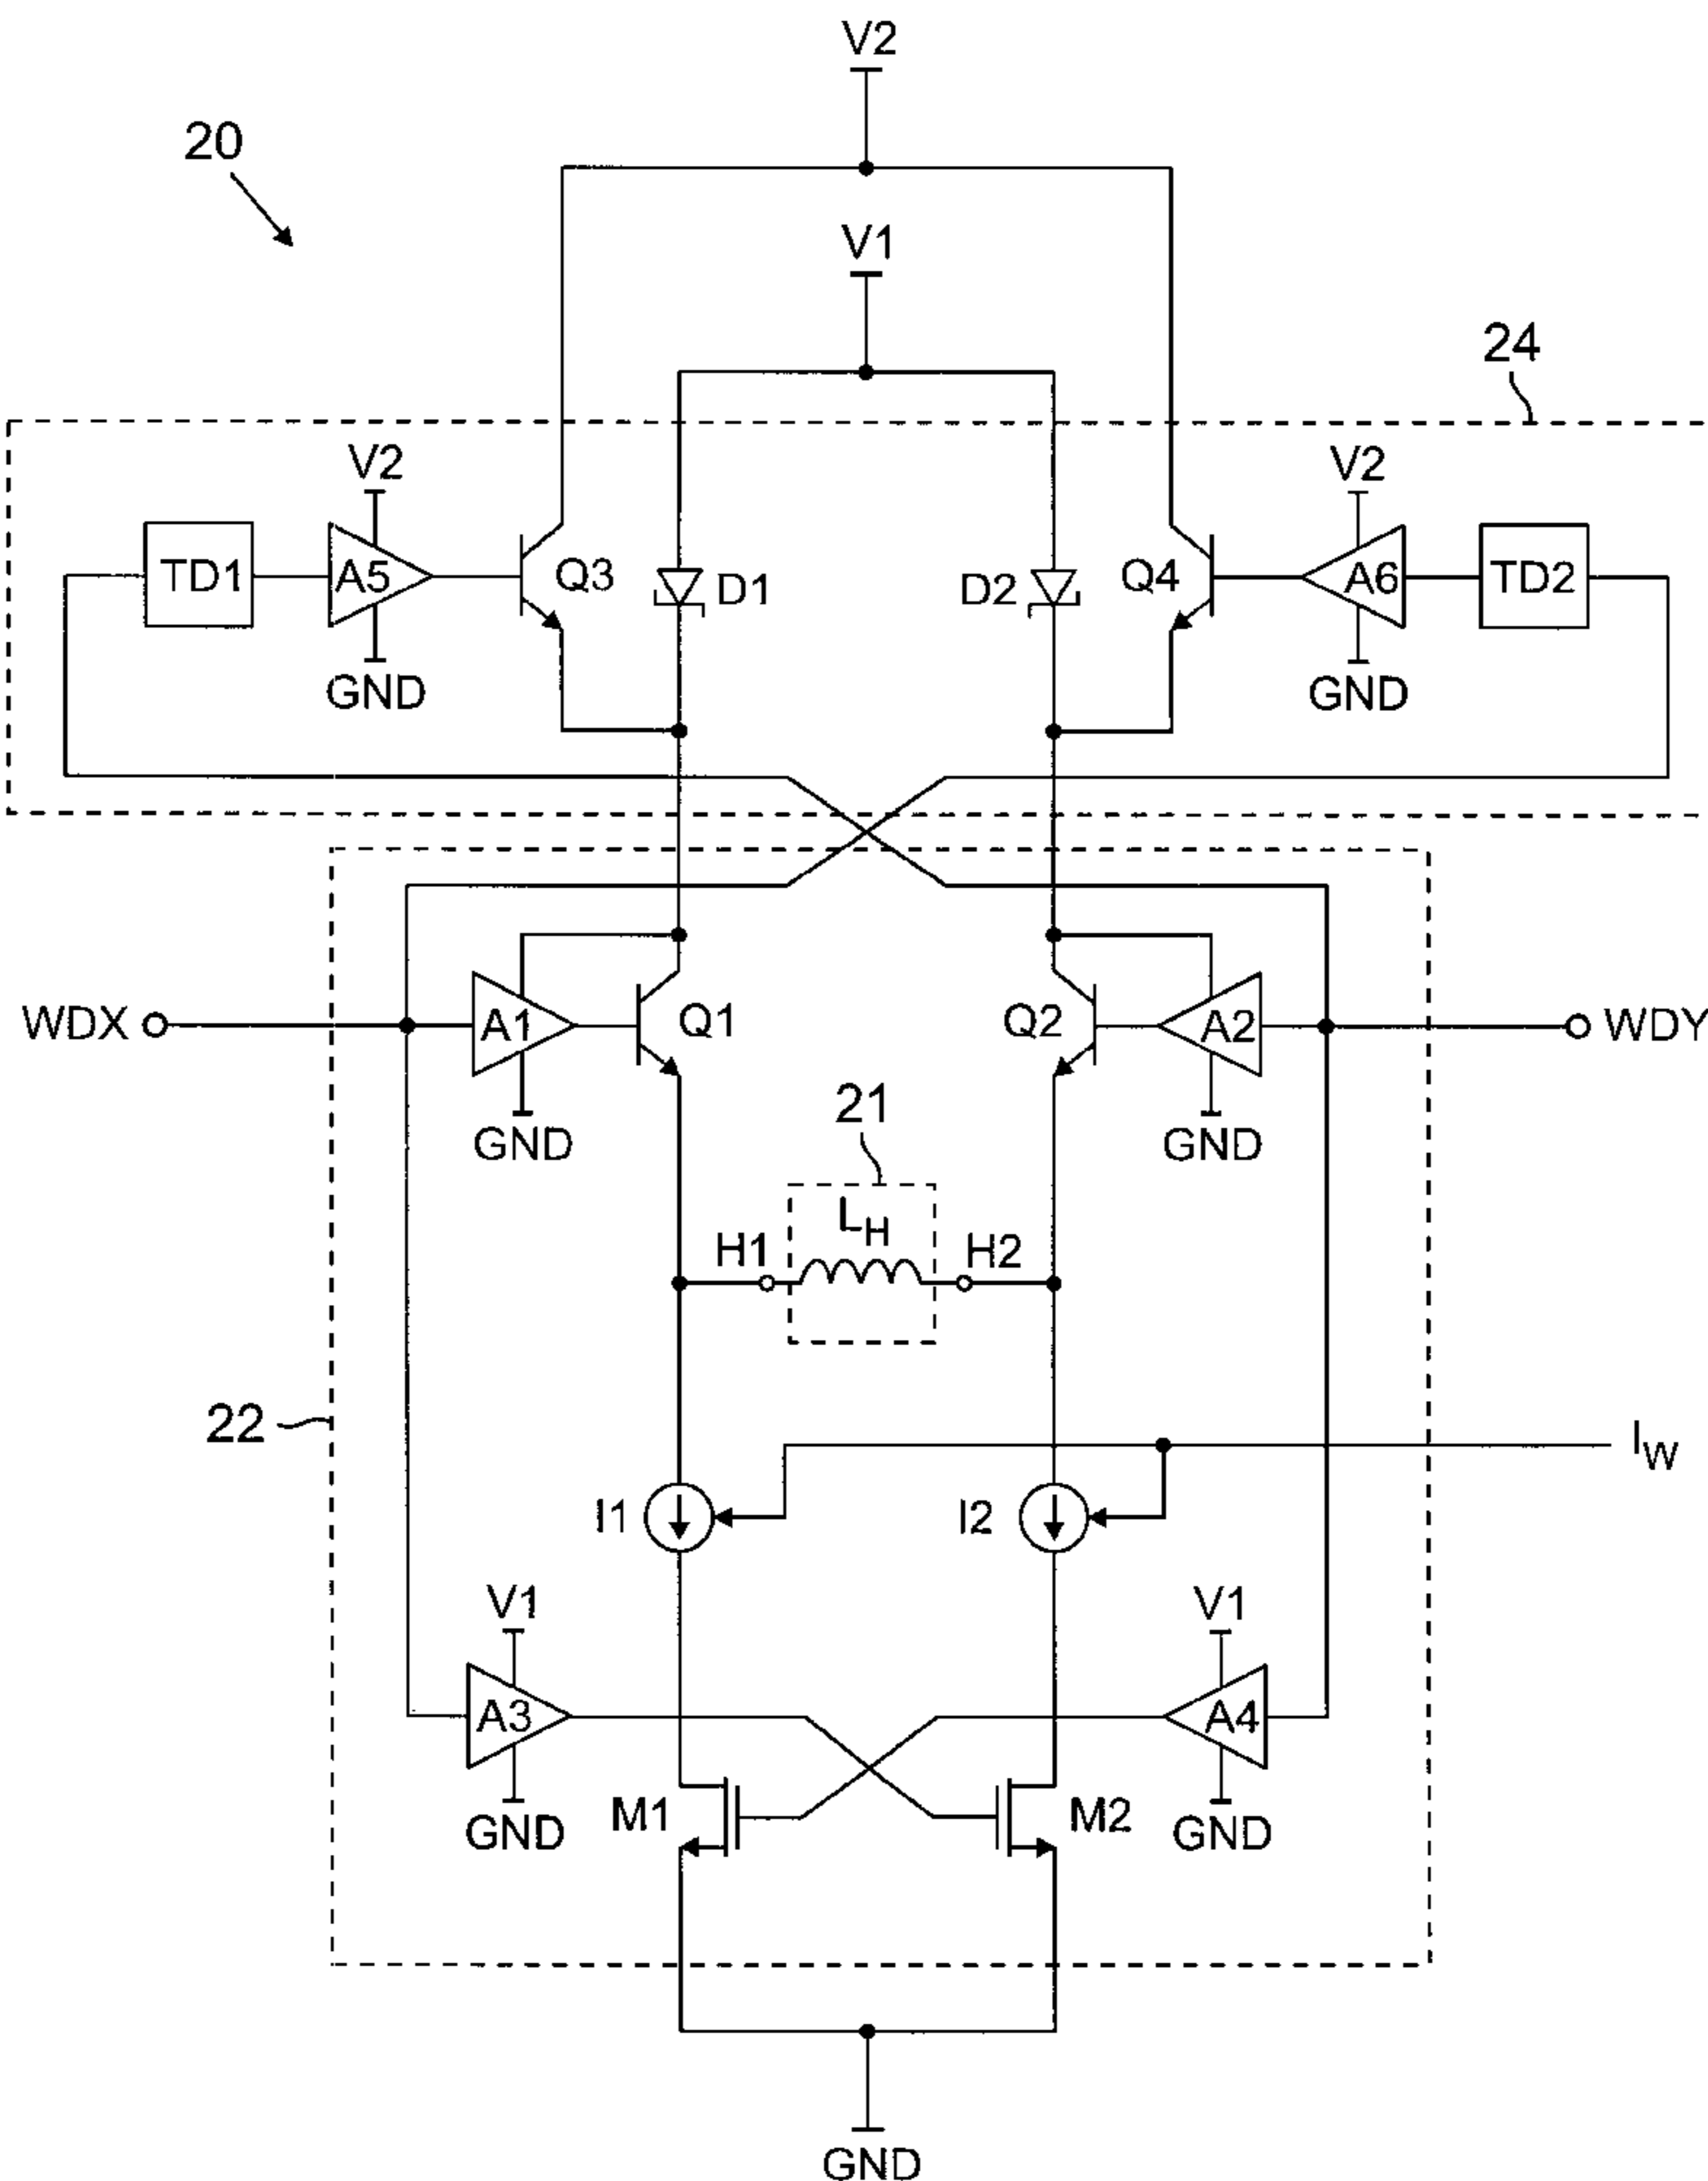 V2
20
V1
24
V2
V2
TD1
A5
Q3
D1
D2
Q4
A6
TD2
GND
GND
WDX
A1
Q1
Q2
A2
WDY
GND
21
GND
H1
LH
H2
22
IW
I1
I2
V1
V1
A3
A4
GND
M1
M2
GND
GND